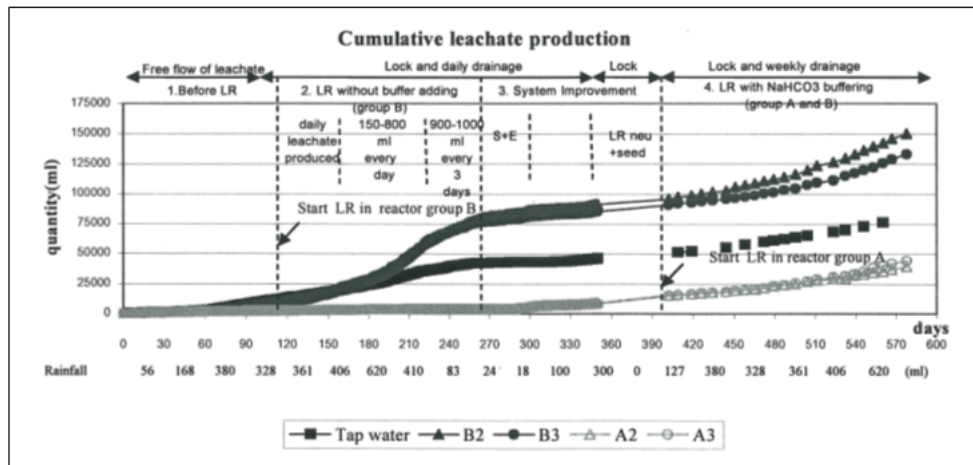 Cumulative leachate production
Free flow of leachate
Lock and daily drainage
Lock
Lock and weekly drainage
1.Before LR
2. LR without buffer adding
(group B)
3. System Improvement
4. LR with NaHCO3 buffering
(group A and B)
daily
leachate
produced
150-800
ml
every
day
900-1000
ml
every
3
days
S+E
LR neu
+seed
Start LR in reactor group B
Start LR in reactor group A
quantity(ml)
175000
150000
125000
100000
75000
50000
25000
0
days
0 30 60 90 120 150 180 210 240 270 300 330 360 390 420 450 480 510 540 570 600
Rainfall 56 168 380 328 361 406 620 410 83 24 18 100 300 0 127 380 328 361 406 620 (ml)
Tap water B2 B3 A2 A3